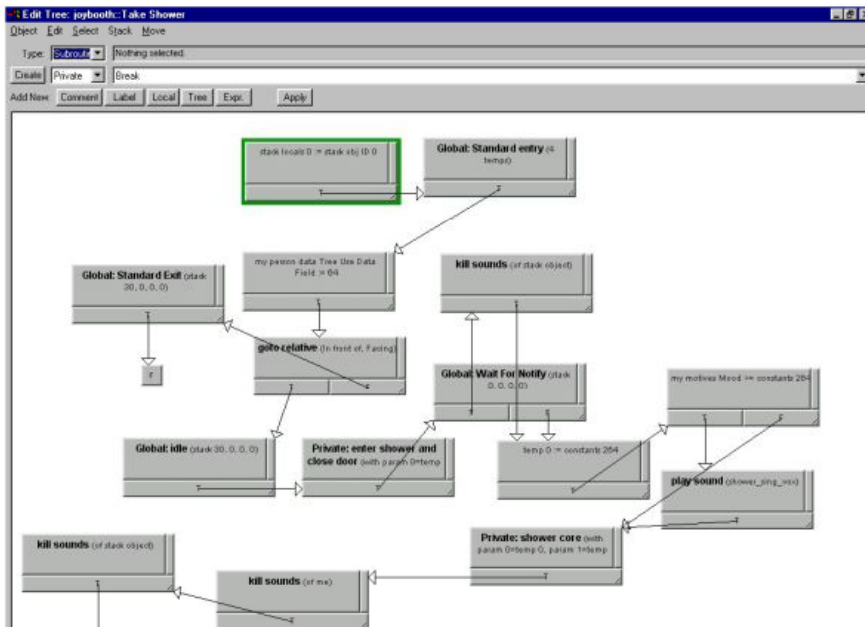 Edit Tree: joybooth::Take Shower
Object Edit Select Stack Move
Type: Subrouti Nothing selected.
Create Private Break
Add New: Comment Label Local Tree Expr. Apply
stack locals 0 := stack obj ID 0
Global: Standard entry (4
temps)
my person data Tree Use Data
Field := 64
kill sounds (of stack object)
Global: Standard Exit (stack
30, 0, 0, 0)
goto relative (In front of, Facing)
T
F
r
Global: Wait For Notify (stack
0, 0, 0, 0)
my motives Mood >= constants 264
Global: idle (stack 30, 0, 0, 0)
Private: enter shower and
close door (with param 0=temp
temp 0 := constants 264
play sound (shower_sing_vox)
Private: shower core (with
param 0=temp 0, param 1=temp
kill sounds (of stack object)
kill sounds (of me)